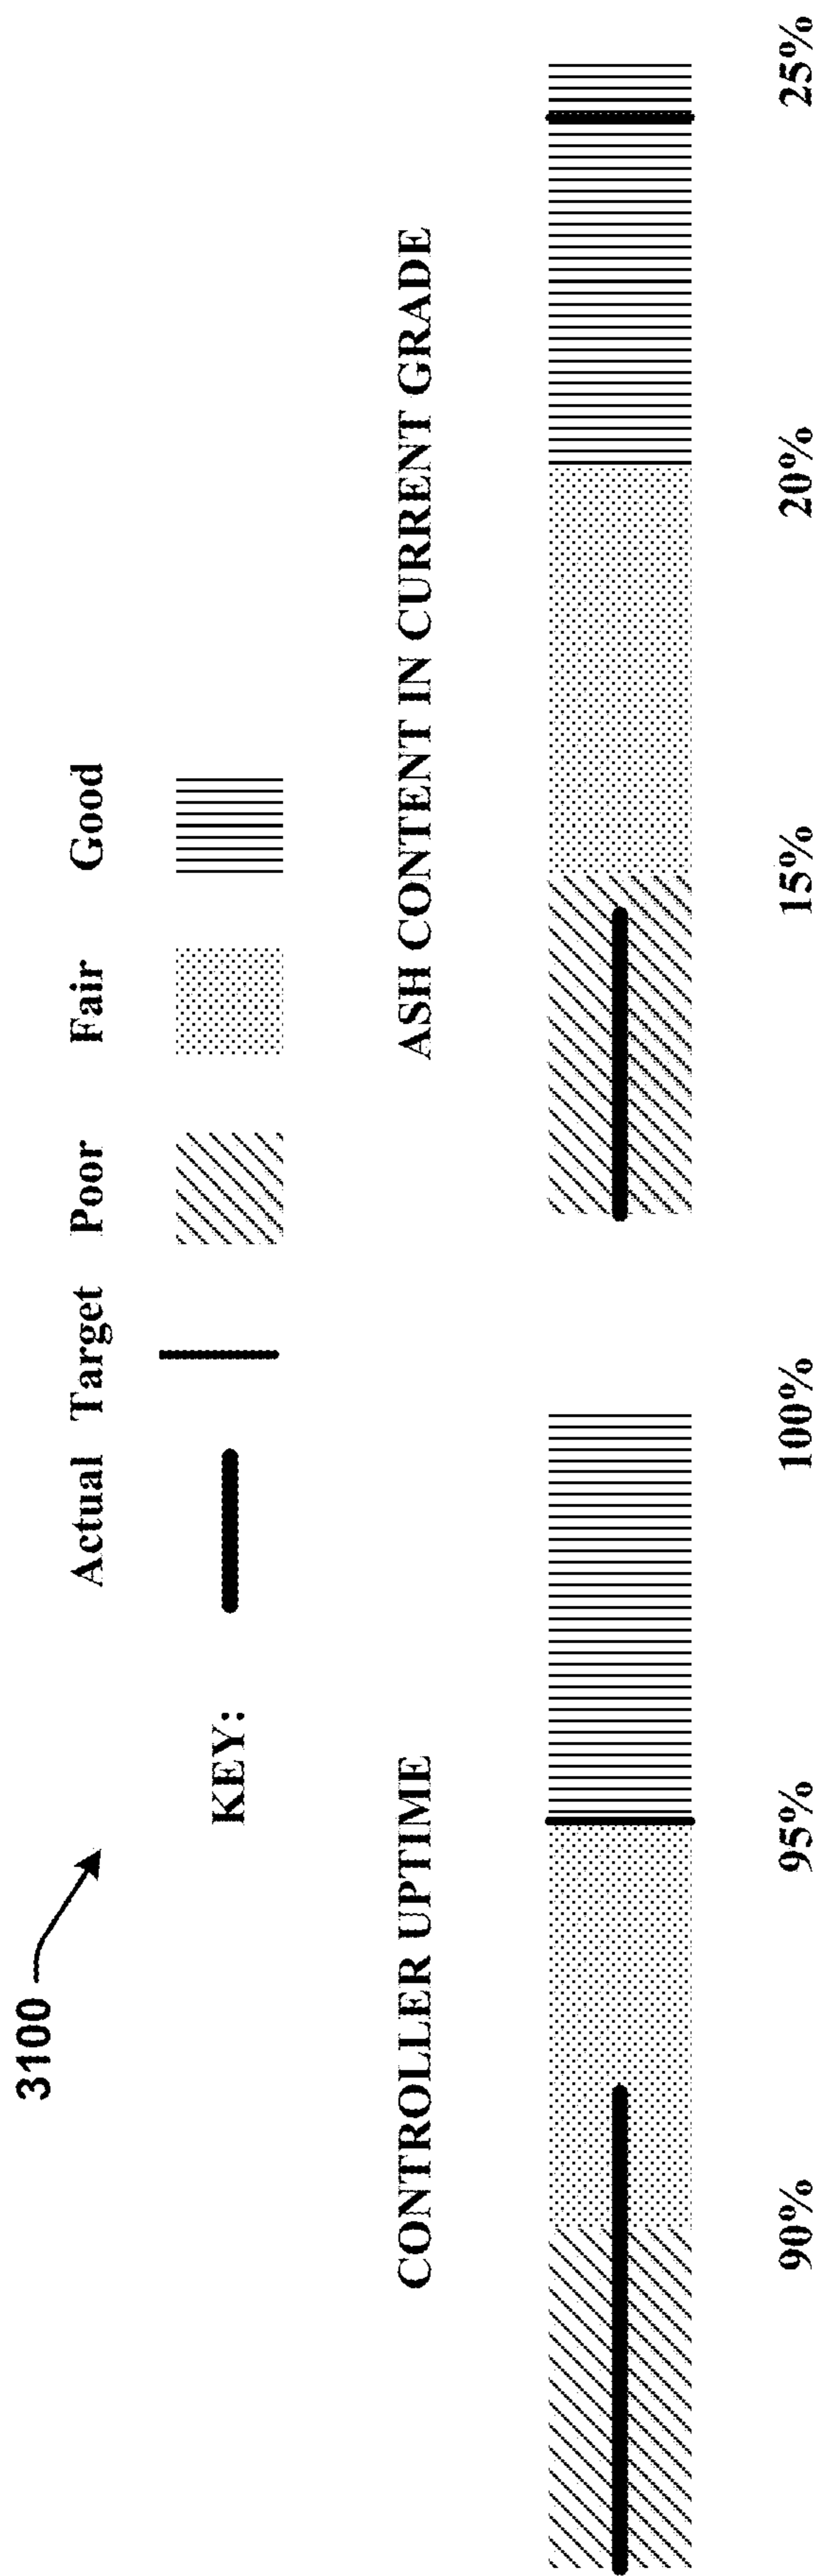 3100
KEY:
Actual Target Poor Fair Good
CONTROLLER UPTIME
ASH CONTENT IN CURRENT GRADE
90% 95% 100% 15% 20% 25%